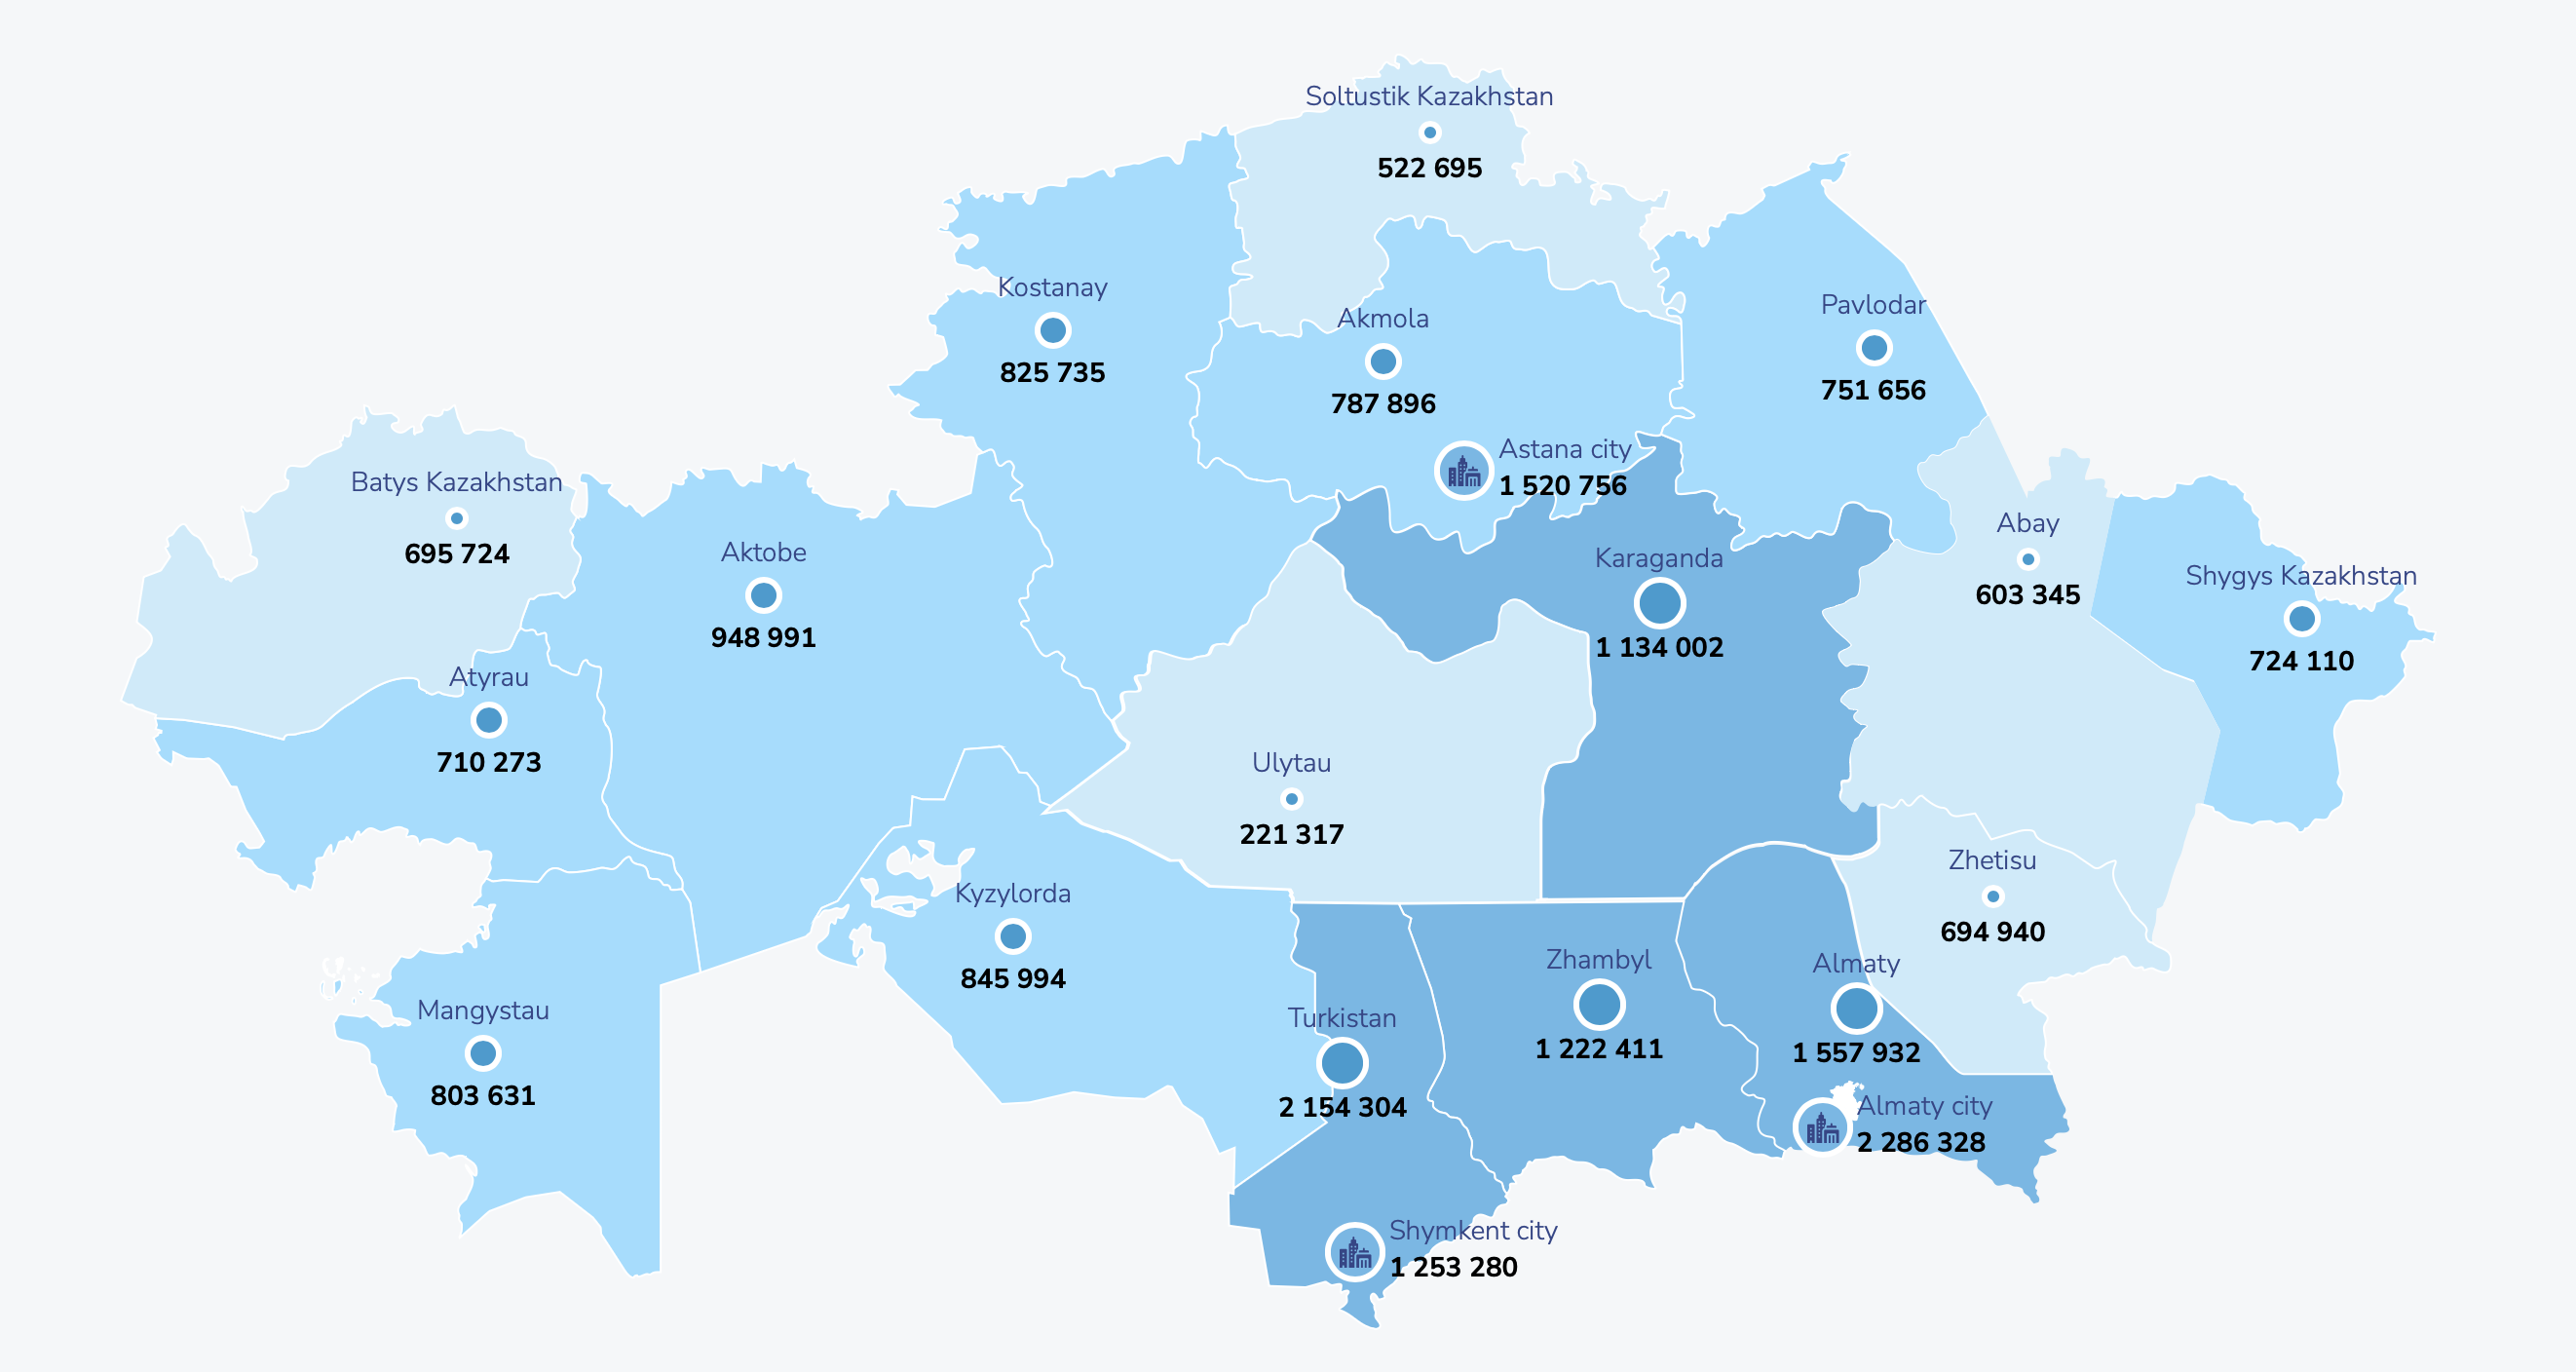 Soltustik Kazakhstan
522 695
Kostanay
825 735
Akmola
787 896
Pavlodar
751 656
Astana city
1 520 756
Batys Kazakhstan
695 724
Aktobe
948 991
Karaganda
1 134 002
Abay
603 345
Shygys Kazakhstan
724 110
Atyrau
710 273
Ulytau
221 317
Zhetisu
694 940
Kyzylorda
845 994
Mangystau
803 631
Turkistan
2 154 304
Zhambyl
1 222 411
Almaty
1 557 932
Almaty city
2 286 328
Shymkent city
1 253 280